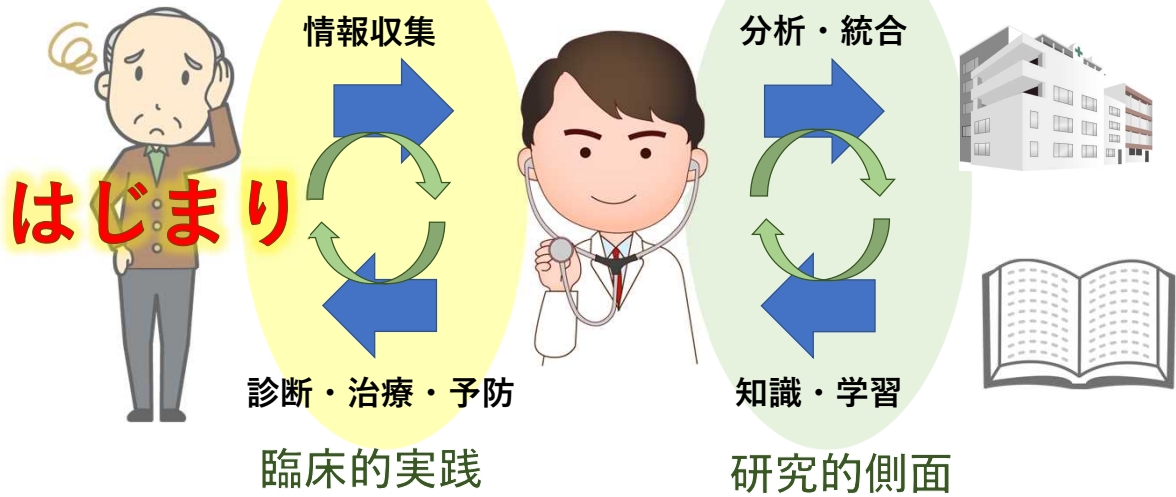 情報収集
分析・統合
はじまり
診断・治療・予防
知識・学習
臨床的実践
研究的側面